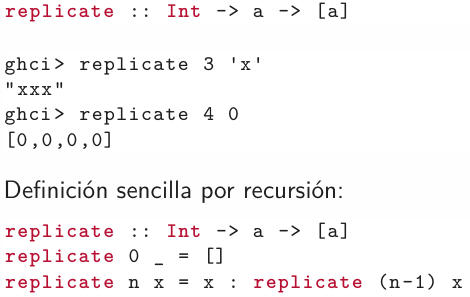 replicate :: Int -> a -> [a]
ghci> replicate 3 'x'
"xxx"
ghci> replicate 4 0
[0,0,0,0]
Definición sencilla por recursión:
replicate :: Int -> a -> [a]
replicate 0 _ = []
replicate n x = x : replicate (n-1) x